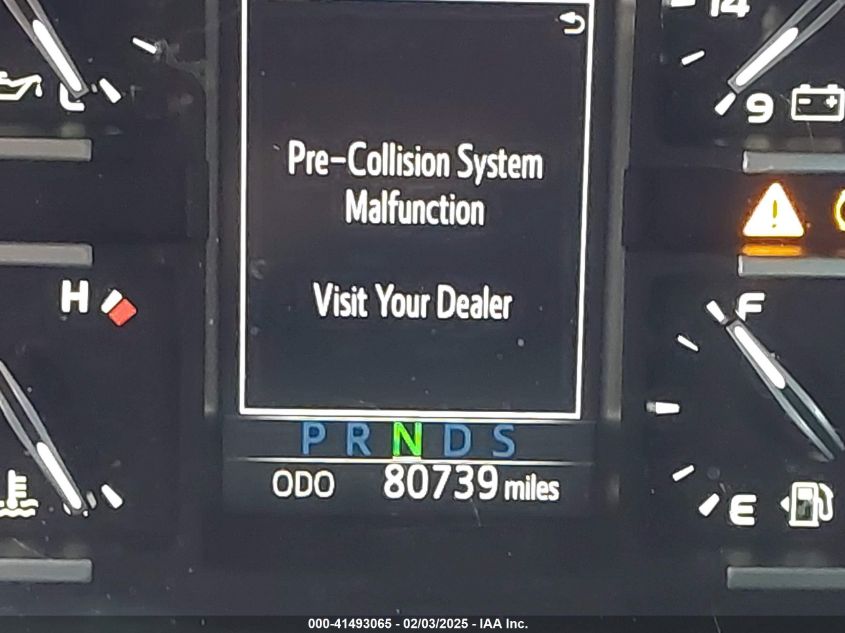 14
L
9
Pre-Collision System
Malfunction
H
Visit Your Dealer
F
P R N D S
ODO 80739 miles
E
000-41493065 - 02/03/2025 - IAA Inc.